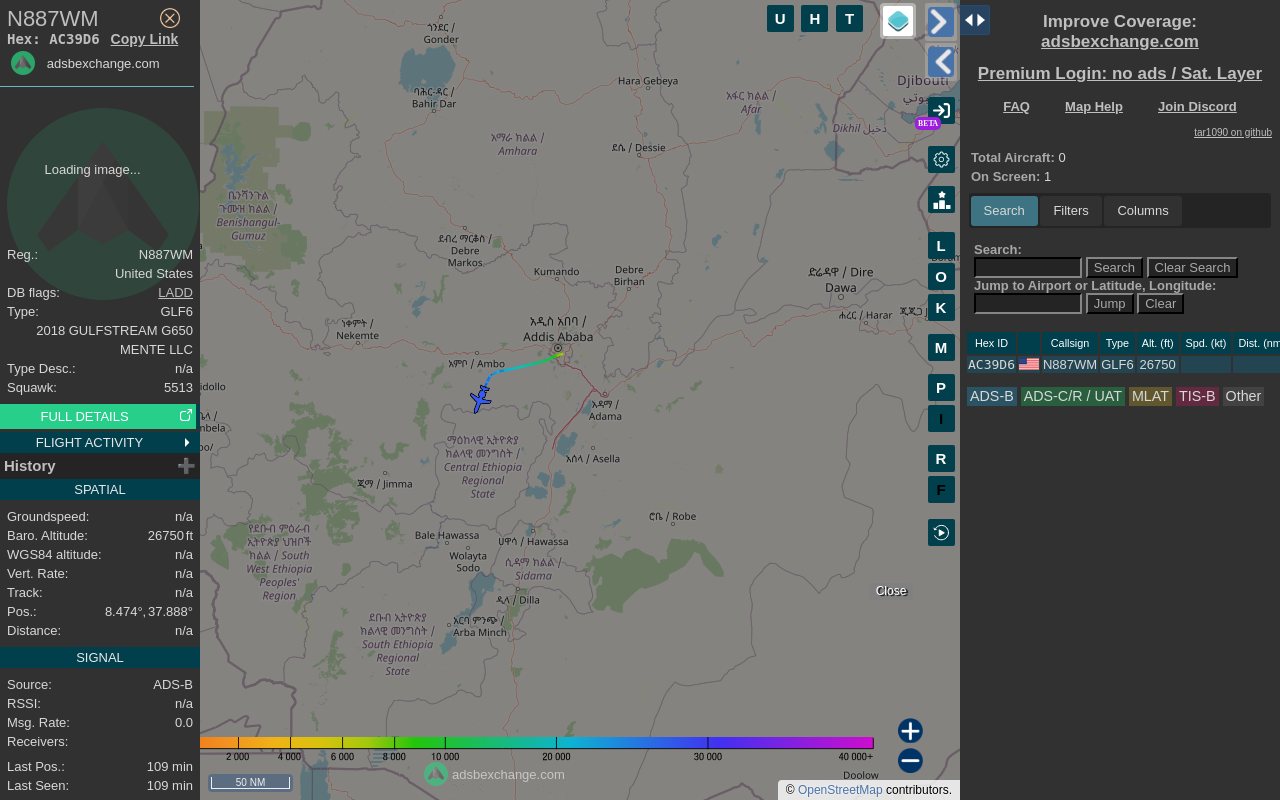 N887WM
Hex: AC39D6 Copy Link
adsbexchange.com
Loading image...
Reg.: N887WM
United States
DB flags: LADD
Type: GLF6
2018 GULFSTREAM G650
MENTE LLC
Type Desc.: n/a
Squawk: 5513
FULL DETAILS
FLIGHT ACTIVITY
History
SPATIAL
Groundspeed: n/a
Baro. Altitude: 26750 ft
WGS84 altitude: n/a
Vert. Rate: n/a
Track: n/a
Pos.: 8.474°, 37.888°
Distance: n/a
SIGNAL
Source: ADS-B
RSSI: n/a
Msg. Rate: 0.0
Receivers:
Last Pos.: 109 min
Last Seen: 109 min
ጎንደር /
Gonder
ባሕር-ዳር /
Bahir Dar
Hara Gebeya
አፋር ክልል /
Afar
Djibouti
جيبوتي
Dikhil دخيل
አማራ ክልል /
Amhara
ደሴ / Dessie
ቤንሻንጉል
ጉሙዝ ክልል /
Benishangul-
Gumuz
ደብረ ማርቆስ /
Debre
Markos
Kumando
Debre
Birhan
ድሬዳዋ / Dire
Dawa
ሐረር / Harar
ጂጂጋ
ነቀምት /
Nekemte
አዲስ አበባ /
Addis Ababa
አምቦ / Ambo
አዳማ /
Adama
idollo
nbela
ማዕከላዊ ኢትዮጵያ
ክልላዊ መንግስት /
Central Ethiopia
Regional
State
አሰላ / Asella
ጂማ / Jimma
ሮቤ / Robe
የደቡብ ምዕራብ
ኢትዮጵያ ህዝቦች
ክልል / South
West Ethiopia
Peoples'
Region
Bale Hawassa
ሀዋሳ / Hawassa
Wolayta
Sodo
ሲዳማ ክልል /
Sidama
ዲላ / Dilla
ደቡብ ኢትዮጵያ
ክልላዊ መንግስት /
South Ethiopia
Regional
State
አርባ ምንጭ /
Arba Minch
Close
2 000 4 000 6 000 8 000 10 000 20 000 30 000 40 000+
adsbexchange.com
Doolow
50 NM
© OpenStreetMap contributors.
U H T
BETA
L
O
K
M
P
I
R
F
Improve Coverage:
adsbexchange.com
Premium Login: no ads / Sat. Layer
FAQ Map Help Join Discord
tar1090 on github
Total Aircraft: 0
On Screen: 1
Search Filters Columns
Search:
Search Clear Search
Jump to Airport or Latitude, Longitude:
Jump Clear
Hex ID Callsign Type Alt. (ft) Spd. (kt) Dist. (nm
AC39D6 N887WM GLF6 26750
ADS-B ADS-C/R / UAT MLAT TIS-B Other